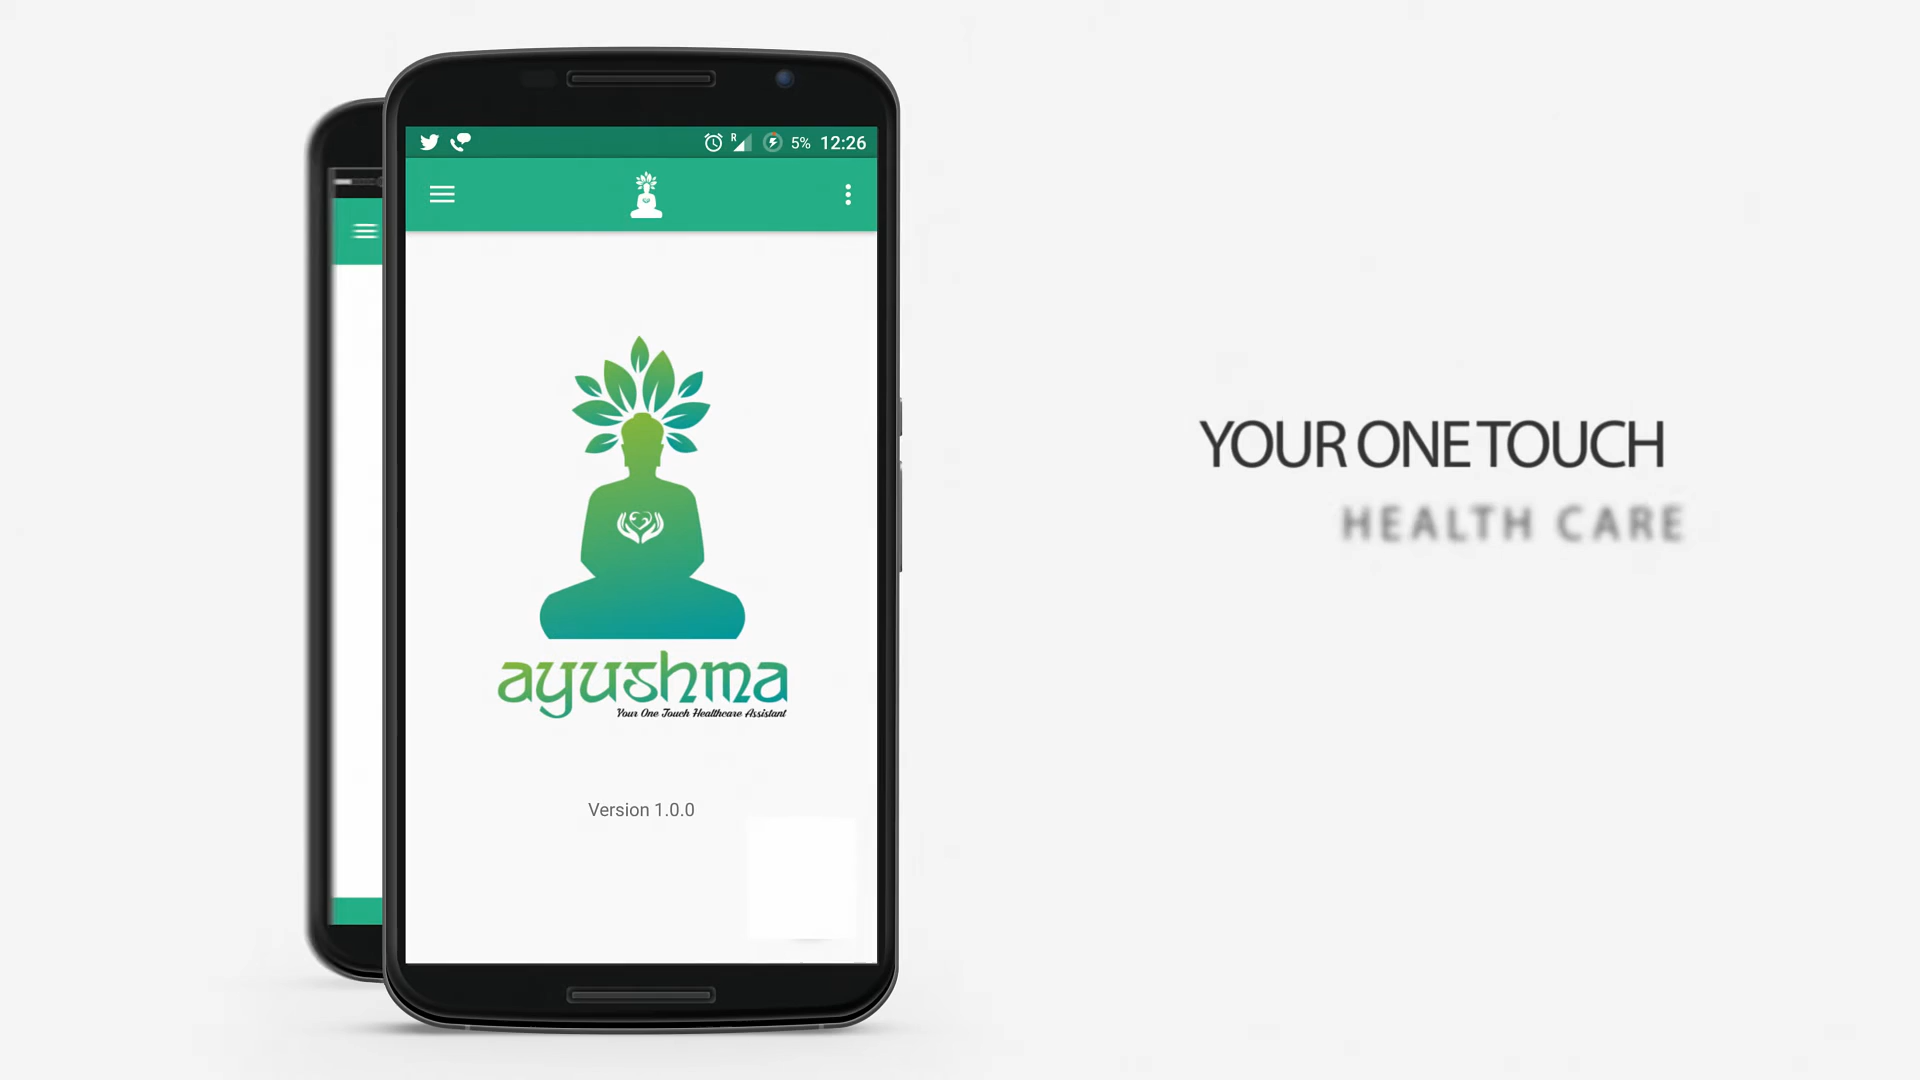 R 5% 12:26
ayushma
Your One Touch Healthcare Assistant
Version 1.0.0
YOUR ONE TOUCH
HEALTH CARE